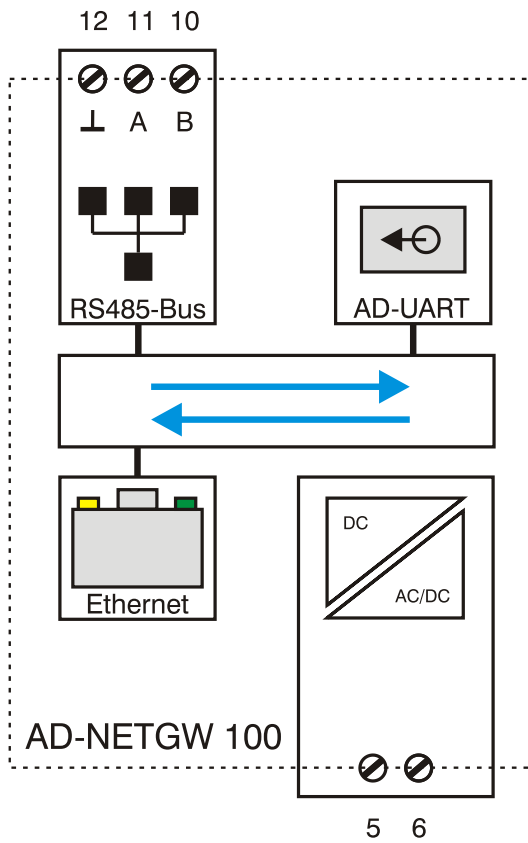 12 11 10
⊥ A B
RS485-Bus
AD-UART
Ethernet
DC
AC/DC
AD-NETGW 100
5 6